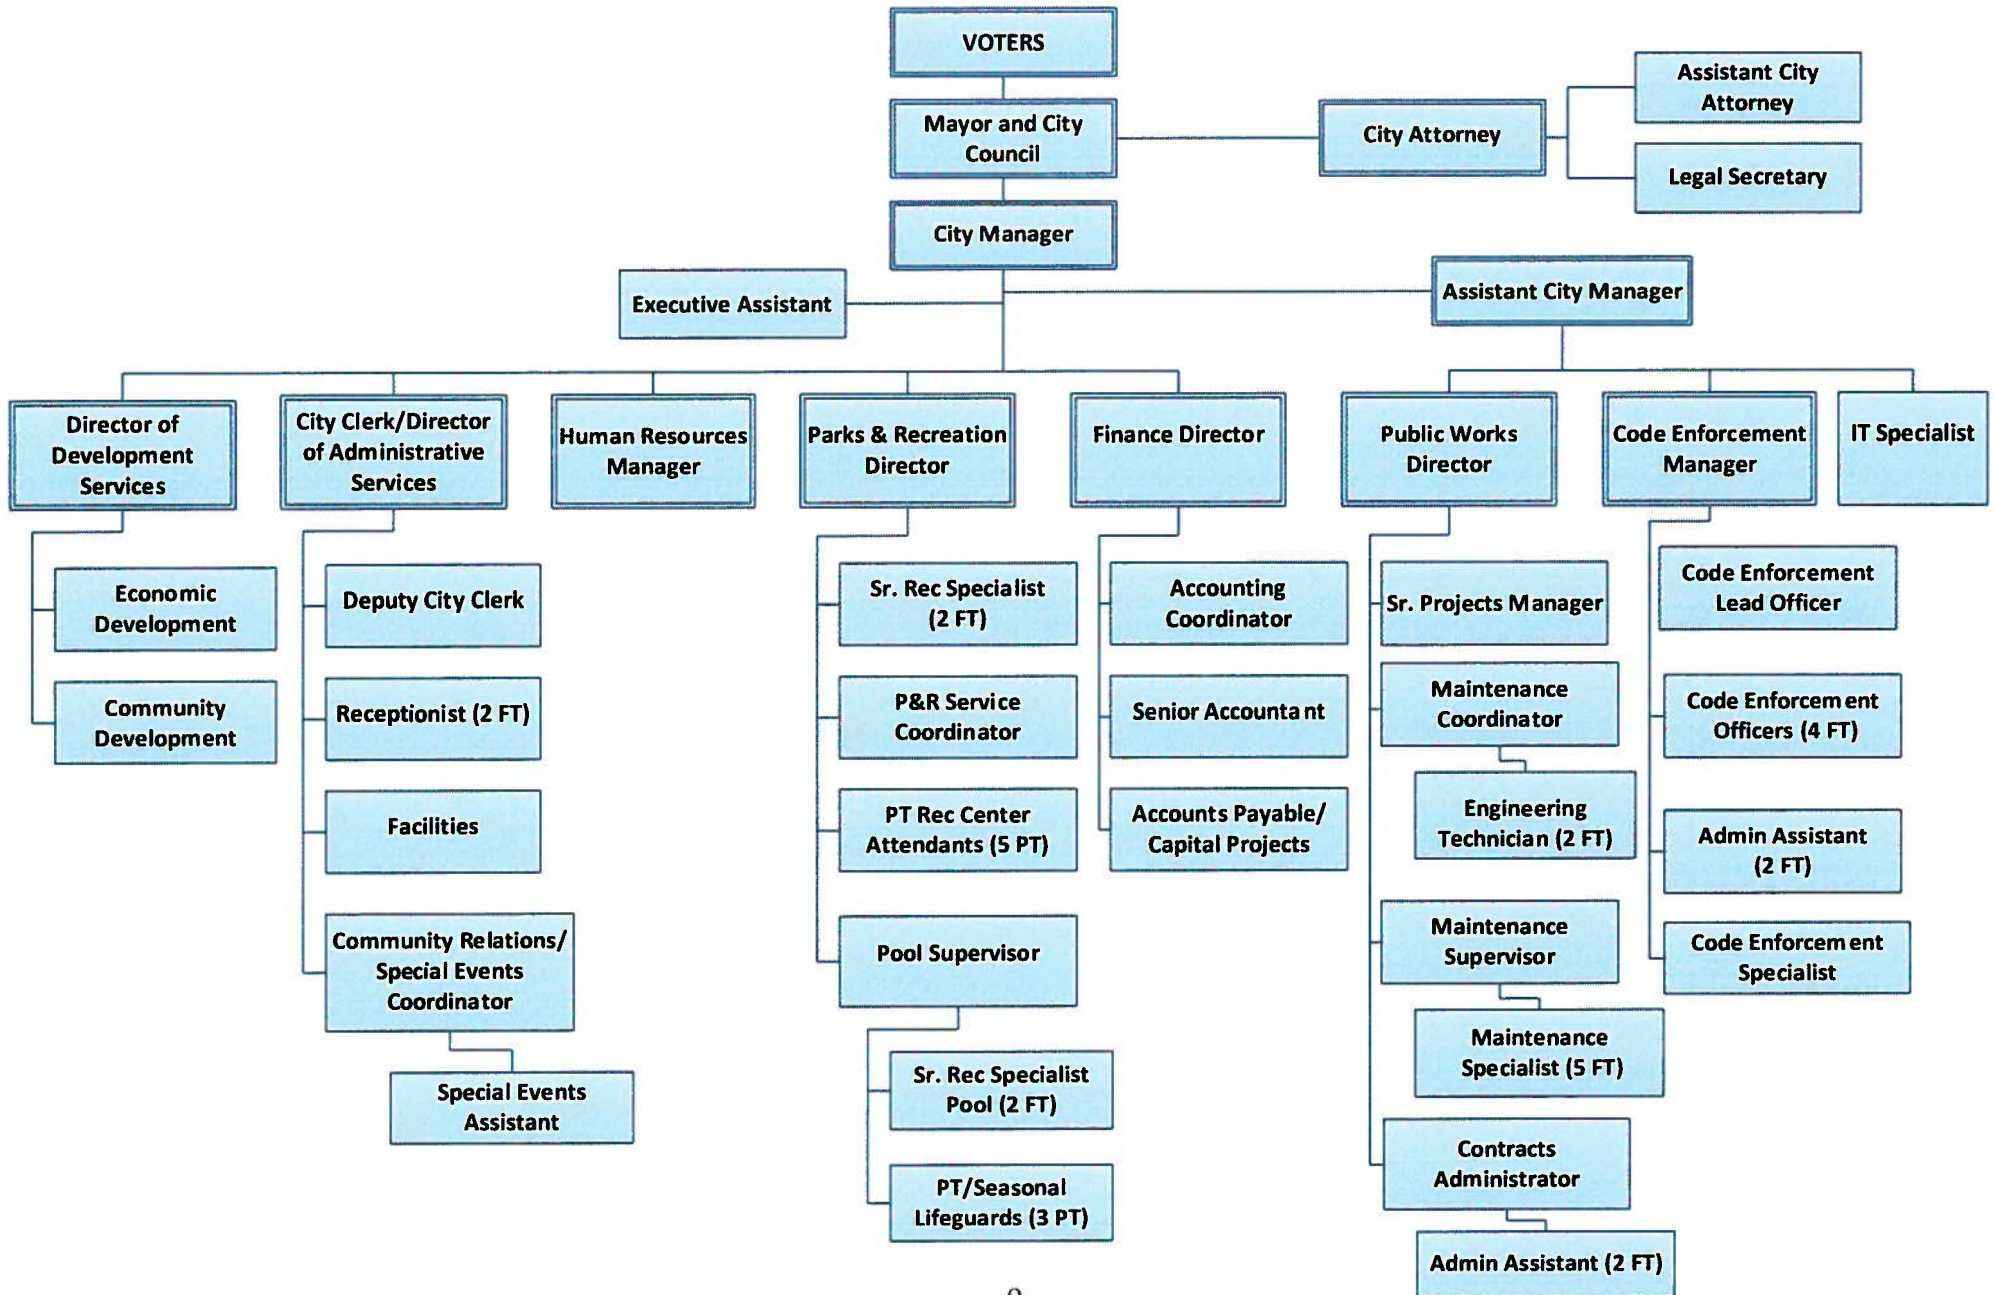 VOTERS
Mayor and City
Council
City Attorney
Assistant City
Attorney
Legal Secretary
City Manager
Executive Assistant
Assistant City Manager
Director of
Development
Services
City Clerk/Director
of Administrative
Services
Human Resources
Manager
Parks & Recreation
Director
Finance Director
Public Works
Director
Code Enforcement
Manager
IT Specialist
Economic
Development
Community
Development
Deputy City Clerk
Receptionist (2 FT)
Facilities
Community Relations/
Special Events
Coordinator
Special Events
Assistant
Sr. Rec Specialist
(2 FT)
P&R Service
Coordinator
PT Rec Center
Attendants (5 PT)
Pool Supervisor
Sr. Rec Specialist
Pool (2 FT)
PT/Seasonal
Lifeguards (3 PT)
Accounting
Coordinator
Senior Accountant
Accounts Payable/
Capital Projects
Sr. Projects Manager
Maintenance
Coordinator
Engineering
Technician (2 FT)
Maintenance
Supervisor
Maintenance
Specialist (5 FT)
Contracts
Administrator
Admin Assistant (2 FT)
Code Enforcement
Lead Officer
Code Enforcement
Officers (4 FT)
Admin Assistant
(2 FT)
Code Enforcement
Specialist